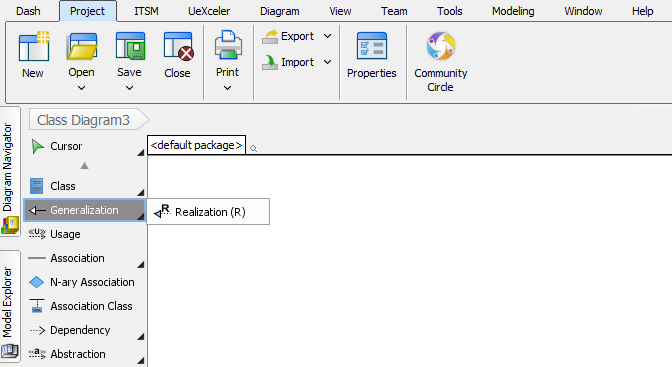 Dash Project ITSM UeXceler Diagram View Team Tools Modeling Window Help
New Open Save Close Print Export Import Properties Community Circle
Class Diagram3
Diagram Navigator
Model Explorer
<default package>
Cursor
Class
Generalization
R Realization (R)
«u» Usage
Association
N-ary Association
Association Class
Dependency
«a» Abstraction